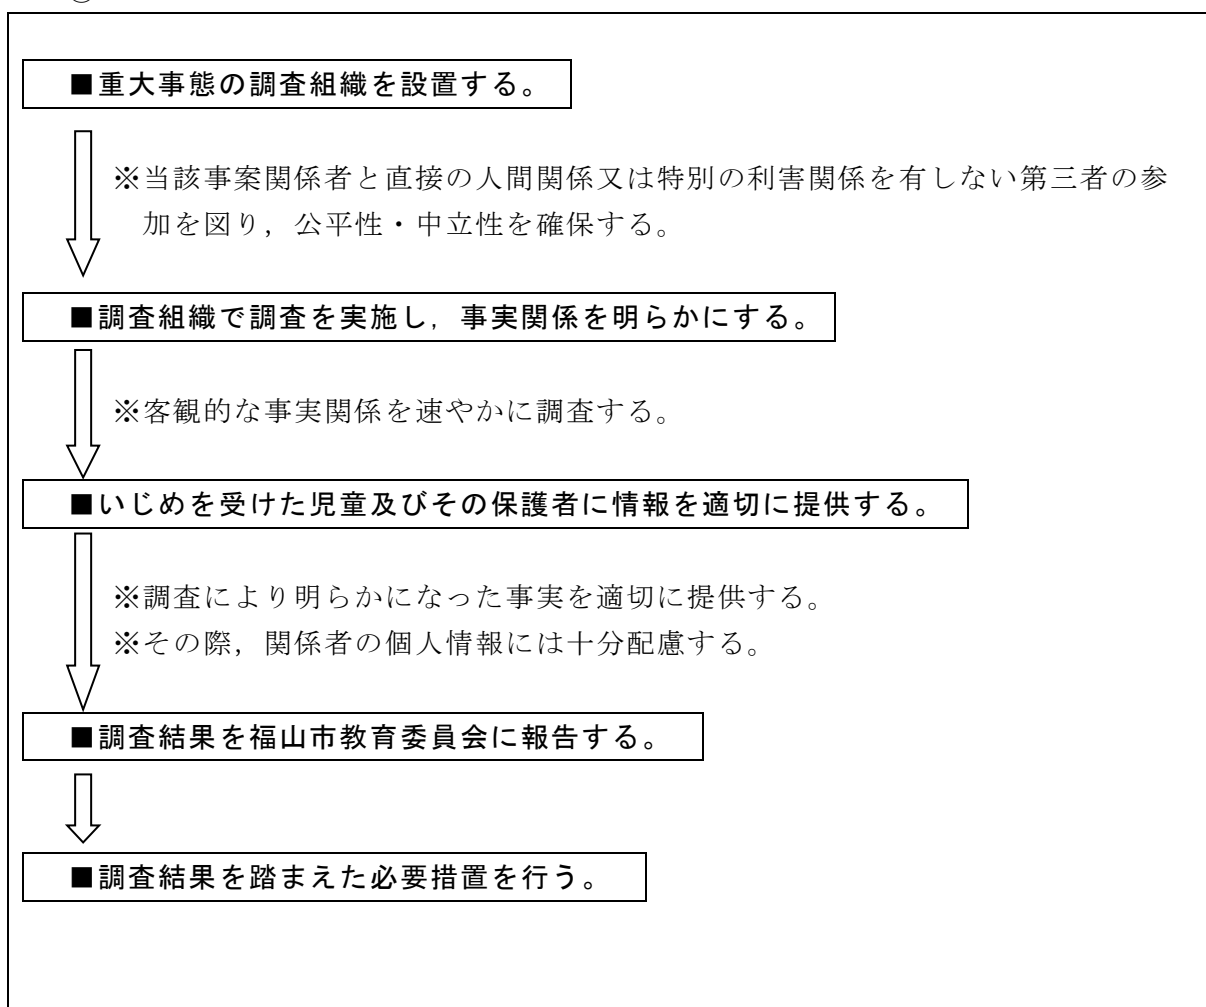 ■重大事態の調査組織を設置する。
※当該事案関係者と直接の人間関係又は特別の利害関係を有しない第三者の参
加を図り，公平性・中立性を確保する。
■調査組織で調査を実施し，事実関係を明らかにする。
※客観的な事実関係を速やかに調査する。
■いじめを受けた児童及びその保護者に情報を適切に提供する。
※調査により明らかになった事実を適切に提供する。
※その際，関係者の個人情報には十分配慮する。
■調査結果を福山市教育委員会に報告する。
■調査結果を踏まえた必要措置を行う。